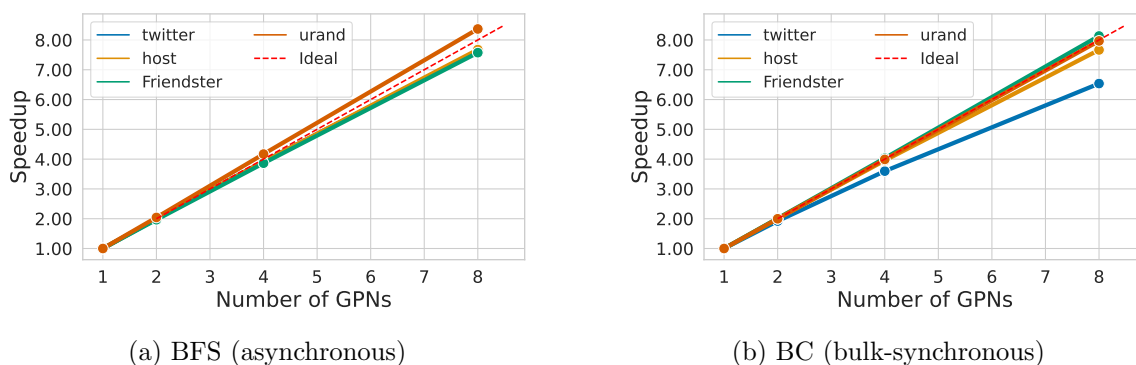 twitter
host
Friendster
urand
Ideal
8.00
7.00
6.00
5.00
4.00
3.00
2.00
1.00
Speedup
1 2 3 4 5 6 7 8
Number of GPNs
(a) BFS (asynchronous)
twitter
host
Friendster
urand
Ideal
8.00
7.00
6.00
5.00
4.00
3.00
2.00
1.00
Speedup
1 2 3 4 5 6 7 8
Number of GPNs
(b) BC (bulk-synchronous)